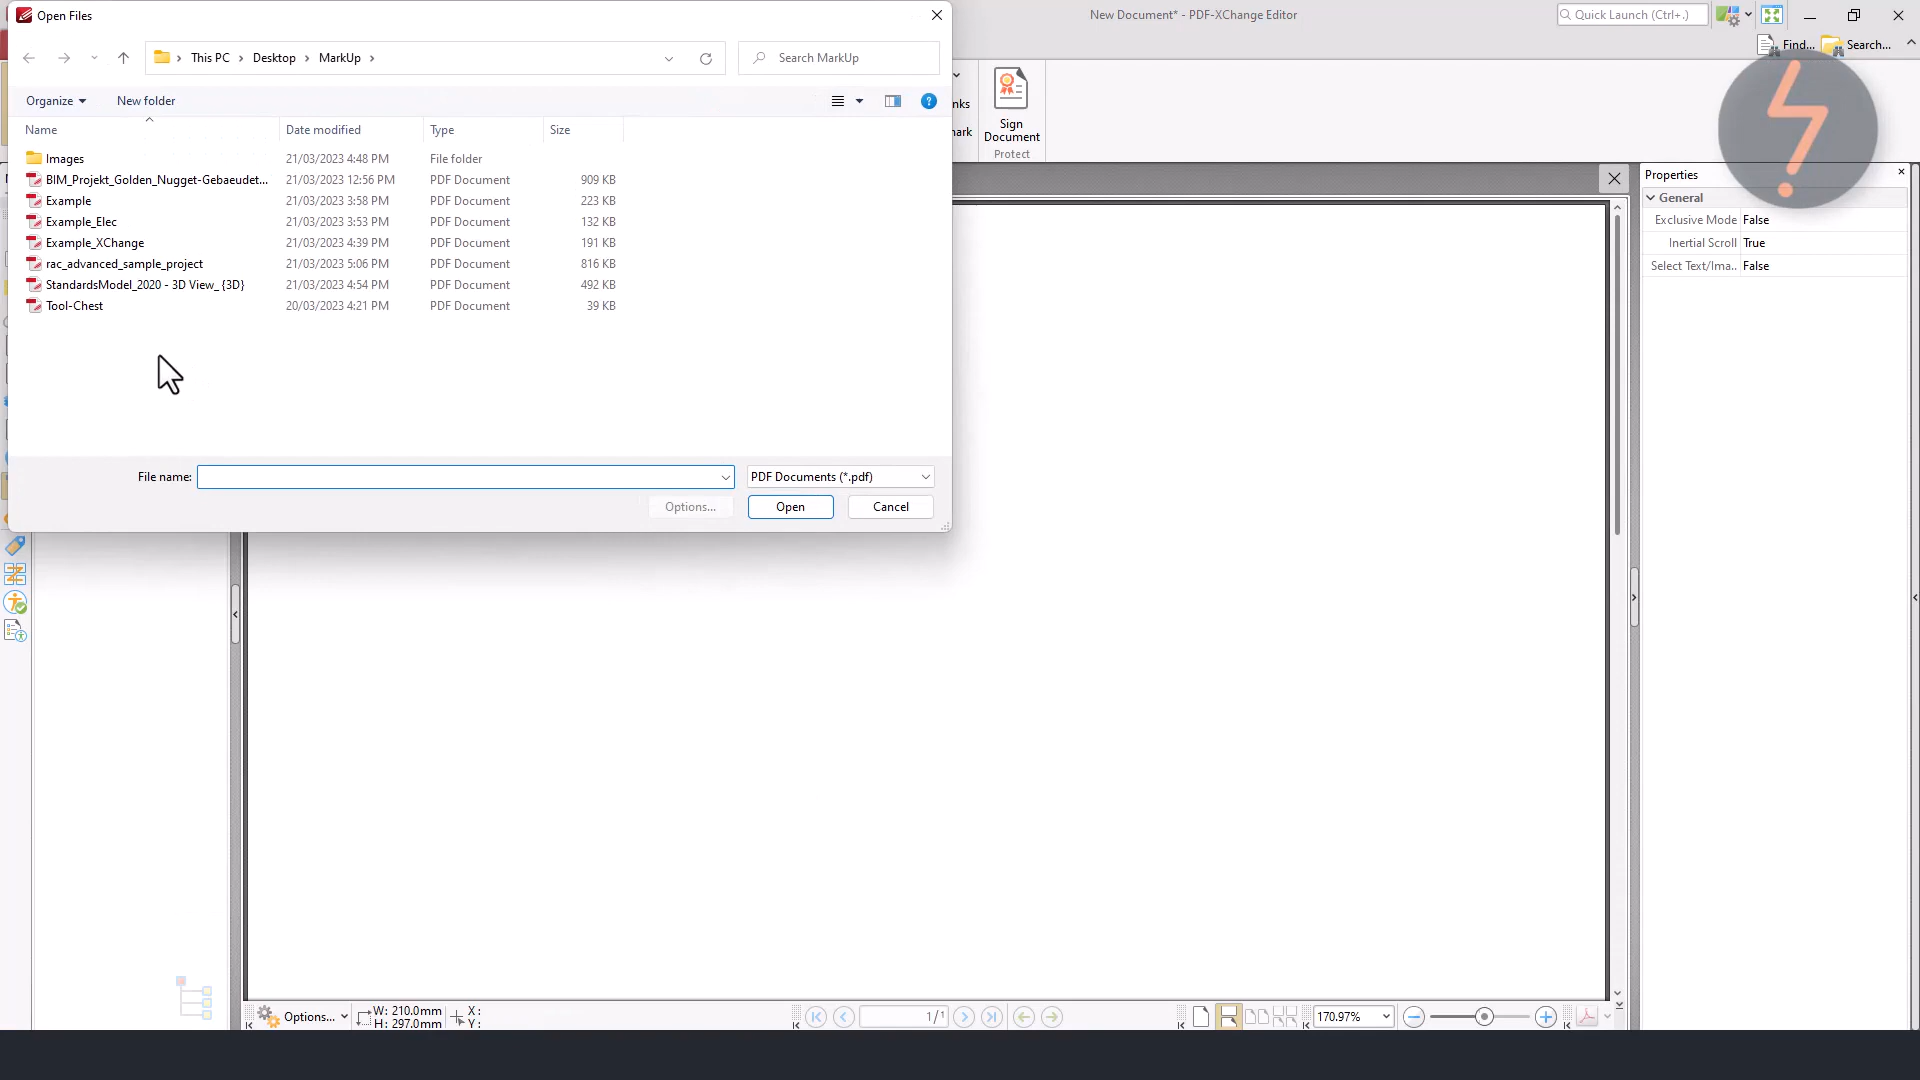 Open Files
New Document* - PDF-XChange Editor
Quick Launch (Ctrl+.)
Find...
Search...
This PC
Desktop
MarkUp
Search MarkUp
Organize
New folder
Name
Date modified
Type
Size
Images
21/03/2023 4:48 PM
File folder
BIM_Projekt_Golden_Nugget-Gebaeudet...
21/03/2023 12:56 PM
PDF Document
909 KB
Example
21/03/2023 3:58 PM
PDF Document
223 KB
Example_Elec
21/03/2023 3:53 PM
PDF Document
132 KB
Example_XChange
21/03/2023 4:39 PM
PDF Document
191 KB
rac_advanced_sample_project
21/03/2023 5:06 PM
PDF Document
816 KB
StandardsModel_2020 - 3D View_ {3D}
21/03/2023 4:54 PM
PDF Document
492 KB
Tool-Chest
20/03/2023 4:21 PM
PDF Document
39 KB
File name:
PDF Documents (*.pdf)
Options...
Open
Cancel
nks
ark
Sign
Document
Protect
Properties
General
Exclusive Mode False
Inertial Scroll True
Select Text/Ima.. False
Options...
W: 210.0mm
H: 297.0mm
X:
Y:
1/1
170.97%